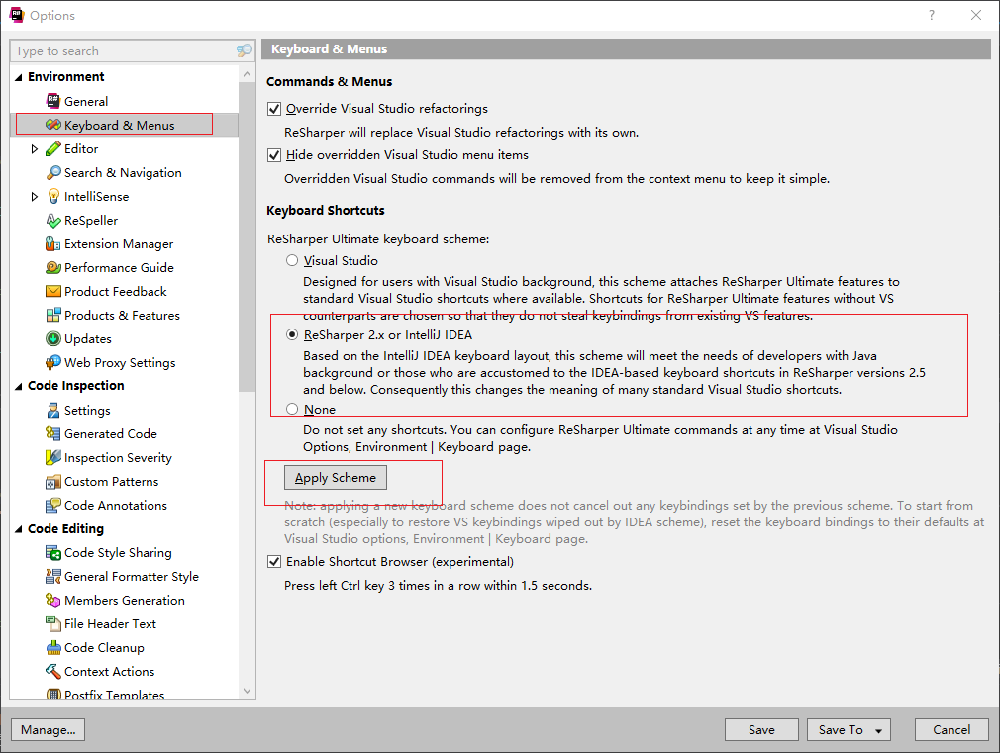 Options
Type to search
Environment
General
Keyboard & Menus
Editor
Search & Navigation
IntelliSense
ReSpeller
Extension Manager
Performance Guide
Product Feedback
Products & Features
Updates
Web Proxy Settings
Code Inspection
Settings
Generated Code
Inspection Severity
Custom Patterns
Code Annotations
Code Editing
Code Style Sharing
General Formatter Style
Members Generation
File Header Text
Code Cleanup
Context Actions
Postfix Templates
Keyboard & Menus
Commands & Menus
Override Visual Studio refactorings
ReSharper will replace Visual Studio refactorings with its own.
Hide overridden Visual Studio menu items
Overridden Visual Studio commands will be removed from the context menu to keep it simple.
Keyboard Shortcuts
ReSharper Ultimate keyboard scheme:
Visual Studio
Designed for users with Visual Studio background, this scheme attaches ReSharper Ultimate features to
standard Visual Studio shortcuts where available. Shortcuts for ReSharper Ultimate features without VS
counterparts are chosen so that they do not steal keybindings from existing VS features.
ReSharper 2.x or IntelliJ IDEA
Based on the IntelliJ IDEA keyboard layout, this scheme will meet the needs of developers with Java
background or those who are accustomed to the IDEA-based keyboard shortcuts in ReSharper versions 2.5
and below. Consequently this changes the meaning of many standard Visual Studio shortcuts.
None
Do not set any shortcuts. You can configure ReSharper Ultimate commands at any time at Visual Studio
Options, Environment | Keyboard page.
Apply Scheme
Note: applying a new keyboard scheme does not cancel out any keybindings set by the previous scheme. To start from
scratch (especially to restore VS keybindings wiped out by IDEA scheme), reset the keyboard bindings to their defaults at
Visual Studio options, Environment | Keyboard page.
Enable Shortcut Browser (experimental)
Press left Ctrl key 3 times in a row within 1.5 seconds.
Manage...
Save
Save To
Cancel